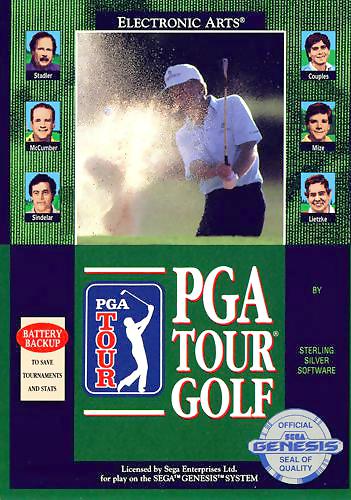 ELECTRONIC ARTS®
Stadler
Couples
McCumber
Mize
Sindelar
Lietzke
PGA
TOUR
PGA
TOUR®
GOLF
BATTERY
BACKUP
TO SAVE
TOURNAMENTS
AND STATS
BY
STERLING
SILVER
SOFTWARE
OFFICIAL
SEGA
GENESIS
SEAL OF
QUALITY
Licensed by Sega Enterprises Ltd.
for play on the SEGA™ GENESIS™ SYSTEM